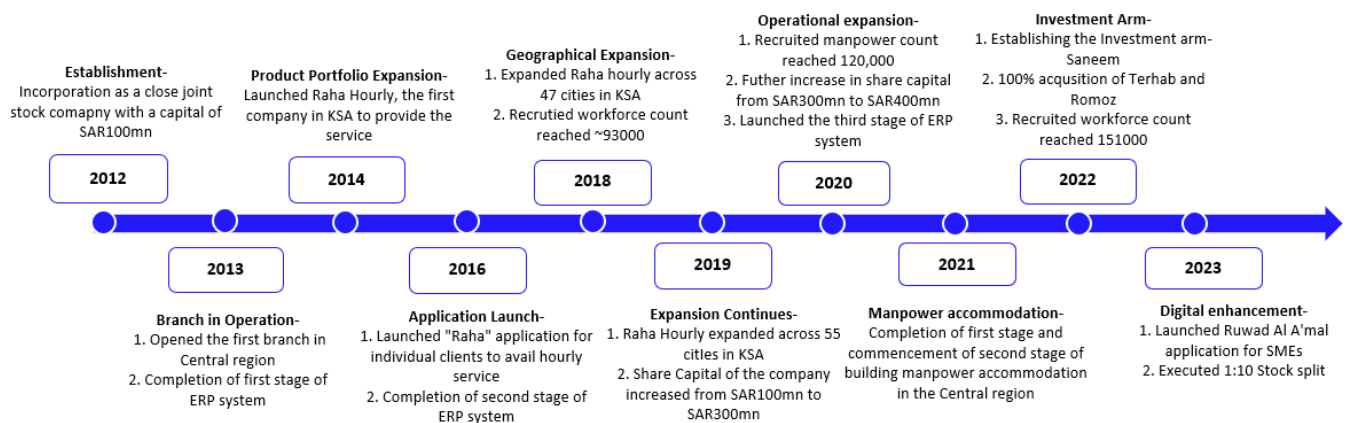 Establishment-
Incorporation as a close joint
stock comapny with a capital of
SAR100mn
2012
2013
Branch in Operation-
1. Opened the first branch in
Central region
2. Completion of first stage of
ERP system
Product Portfolio Expansion-
Launched Raha Hourly, the first
company in KSA to provide the
service
2014
2016
Application Launch-
1. Launched "Raha" application for
individual clients to avail hourly
service
2. Completion of second stage of
ERP system
Geographical Expansion-
1. Expanded Raha hourly across
47 cities in KSA
2. Recrutied workforce count
reached ~93000
2018
2019
Expansion Continues-
1. Raha Hourly expanded across 55
cities in KSA
2. Share Capital of the company
increased from SAR100mn to
SAR300mn
Operational expansion-
1. Recruited manpower count
reached 120,000
2. Futher increase in share capital
from SAR300mn to SAR400mn
3. Launched the third stage of ERP
system
2020
2021
Manpower accommodation-
Completion of first stage and
commencement of second stage of
building manpower accommodation
in the Central region
Investment Arm-
1. Establishing the Investment arm-
Saneem
2. 100% acqusition of Terhab and
Romoz
3. Recruited workforce count
reached 151000
2022
2023
Digital enhancement-
1. Launched Ruwad Al A'mal
application for SMEs
2. Executed 1:10 Stock split